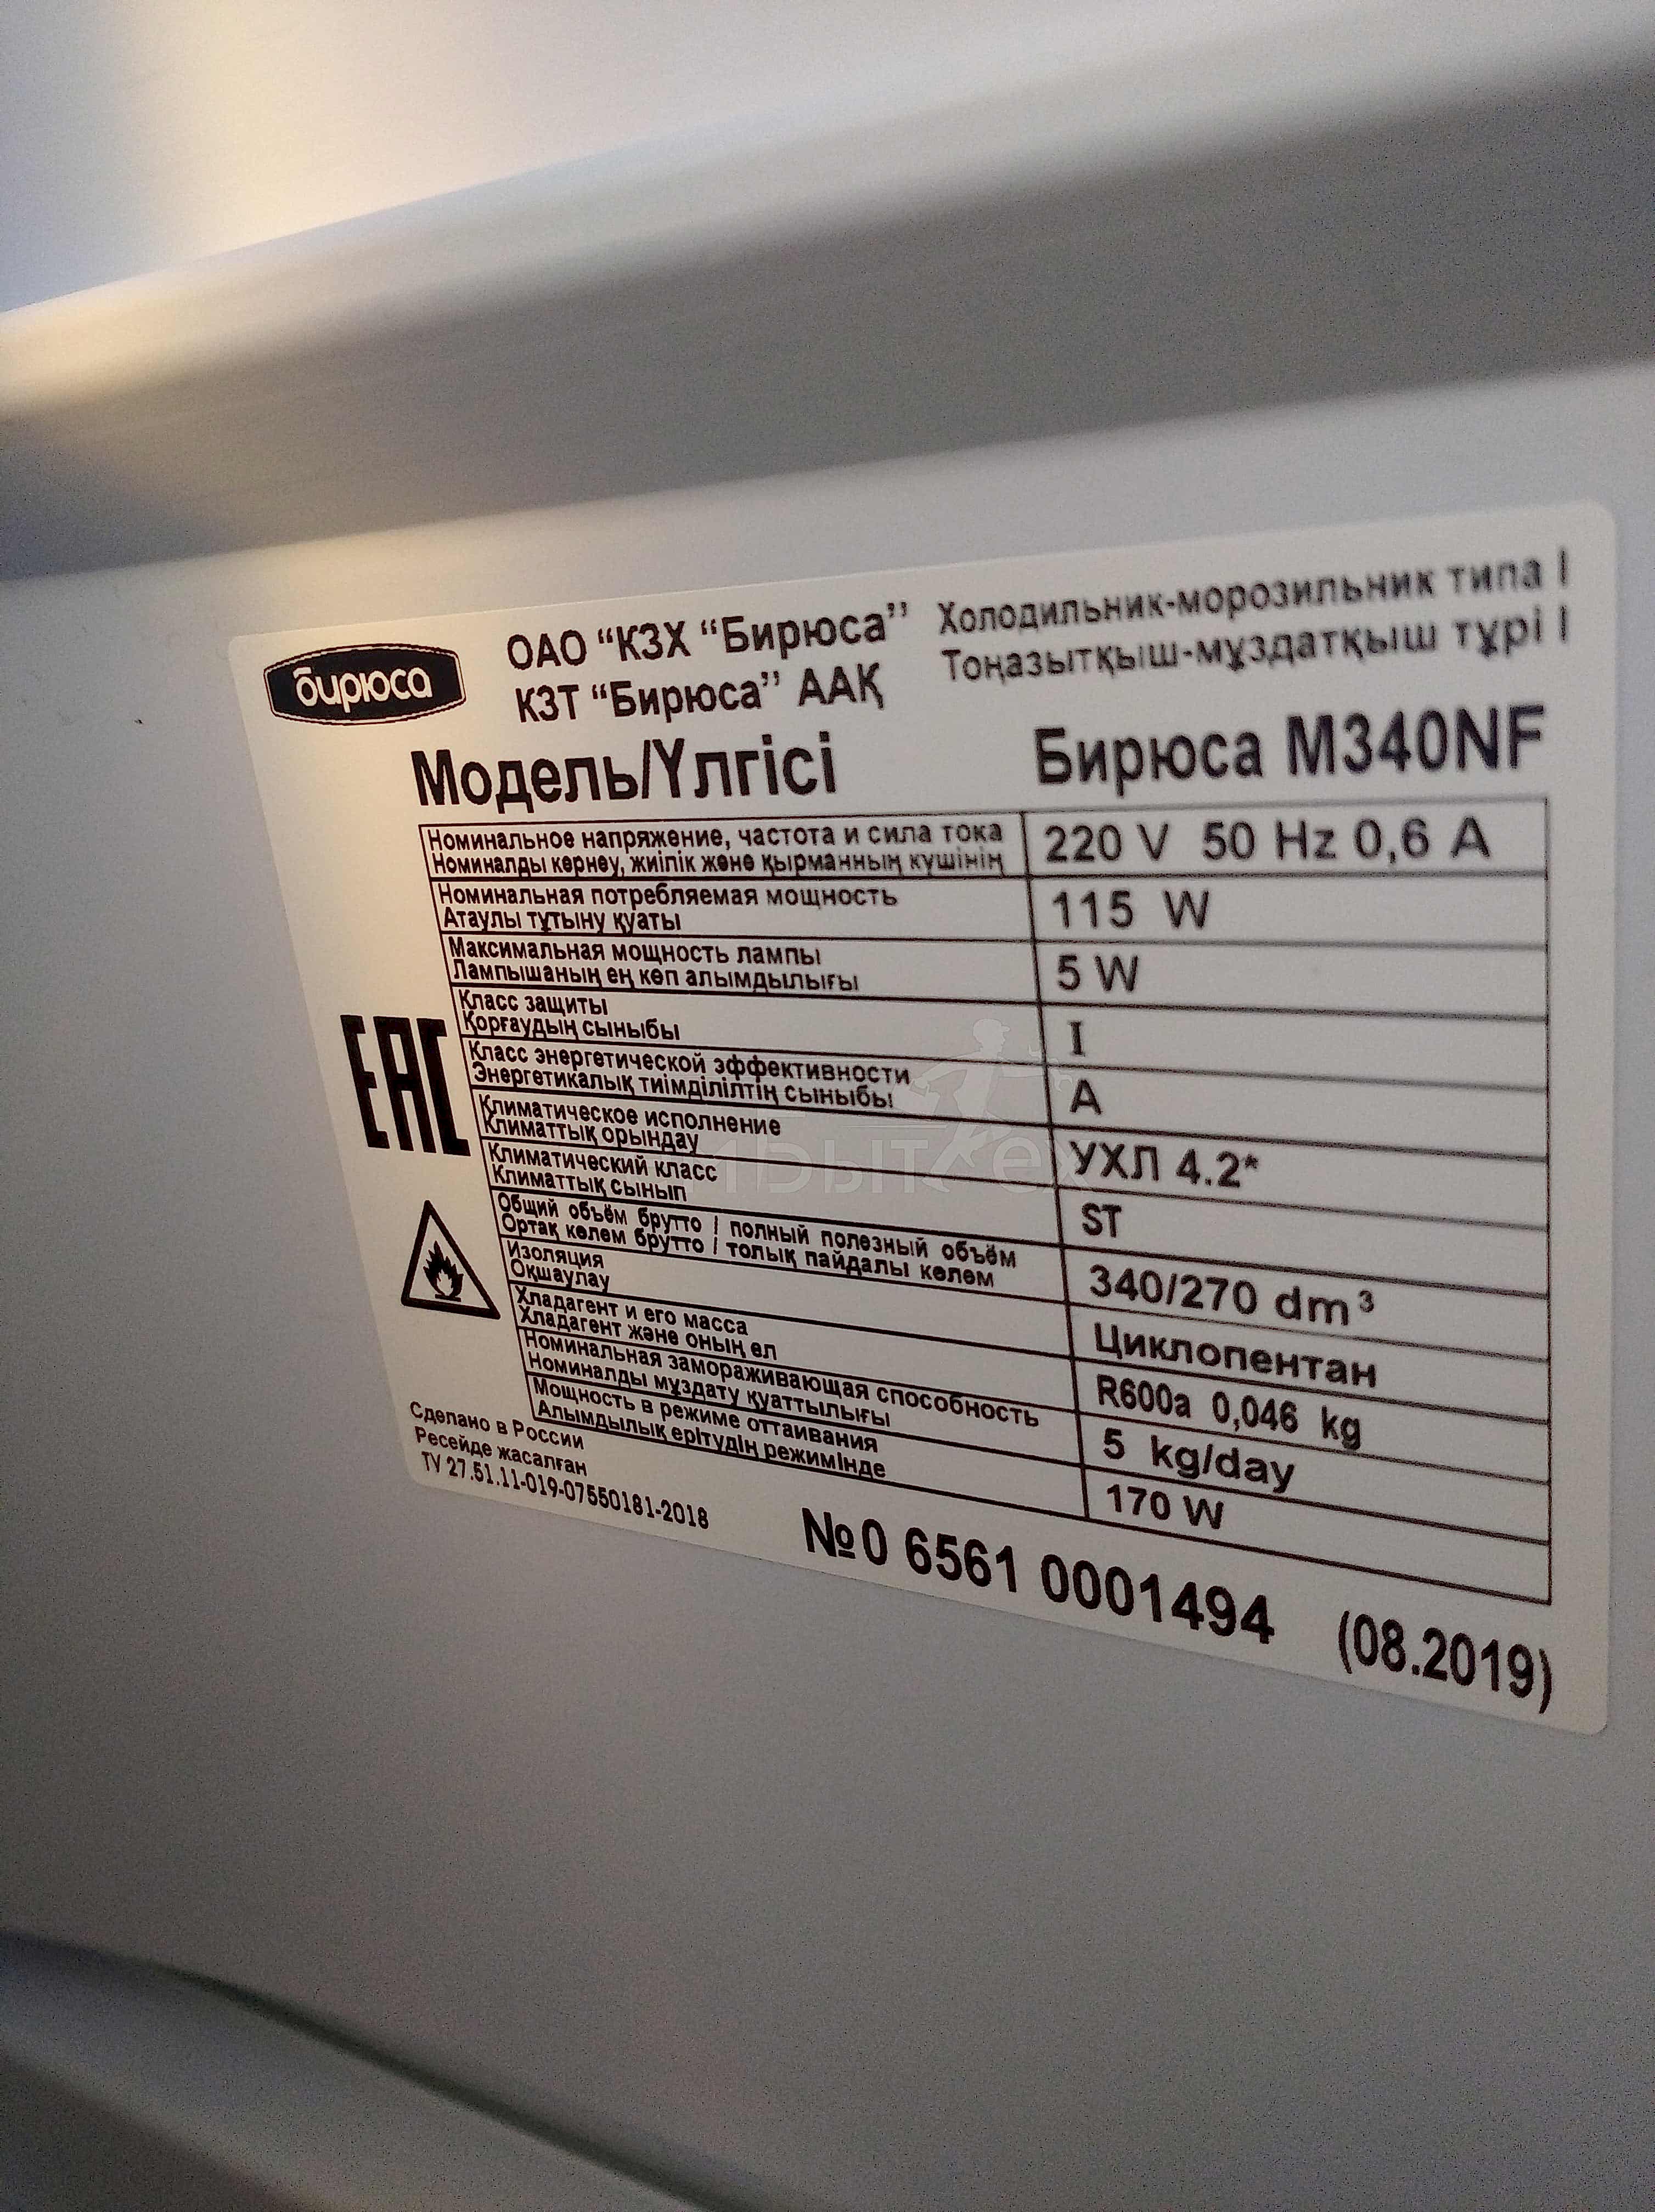 бирюса
ОАО “КЗХ “Бирюса”
КЗТ “Бирюса” ААҚ
Холодильник-морозильник типа I
Тоңазытқыш-мұздатқыш түрі I
Модель/Үлгісі Бирюса М340NF
Номинальное напряжение, частота и сила тока
Номиналды көрнеу, жиілік және қырманның күшінің
220 V 50 Hz 0,6 A
Номинальная потребляемая мощность
Атаулы тұтыну қуаты
115 W
Максимальная мощность лампы
Лампышаның ең көп алымдылығы
5 W
Класс защиты
Қорғаудың сыныбы
I
Класс энергетической эффективности
Энергетикалық тиімділіптің сыныбы
A
Климатическое исполнение
Климаттық орындау
УХЛ 4.2*
Климатический класс
Климаттық сынып
ST
Общий объём брутто / полный полезный объём
Ортақ көлем брутто / толық пайдалы көлем
340/270 dm³
Изоляция
Оқшаулау
Циклопентан
Хладагент и его масса
Хладагент және оның өл
R600a 0,046 kg
Номинальная замораживающая способность
Номиналды мұздату қуаттылығы
5 kg/day
Мощность в режиме оттаивания
Алымдылық ерітудің режимінде
170 W
ЕАС
Сделано в России
Ресейде жасалған
ТУ 27.51.11-019-07550181-2018
№0 6561 0001494 (08.2019)